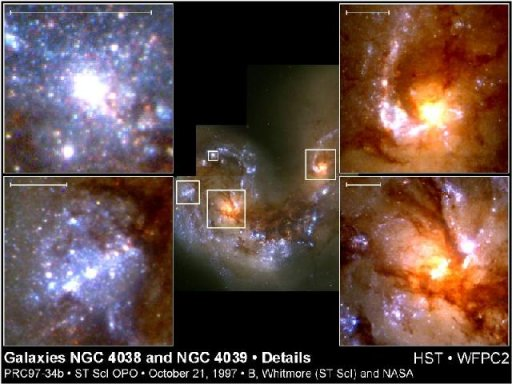 Galaxies NGC 4038 and NGC 4039 • Details HST • WFPC2
PRC97-34b • ST ScI OPO • October 21, 1997 • B, Whitmore (ST ScI) and NASA